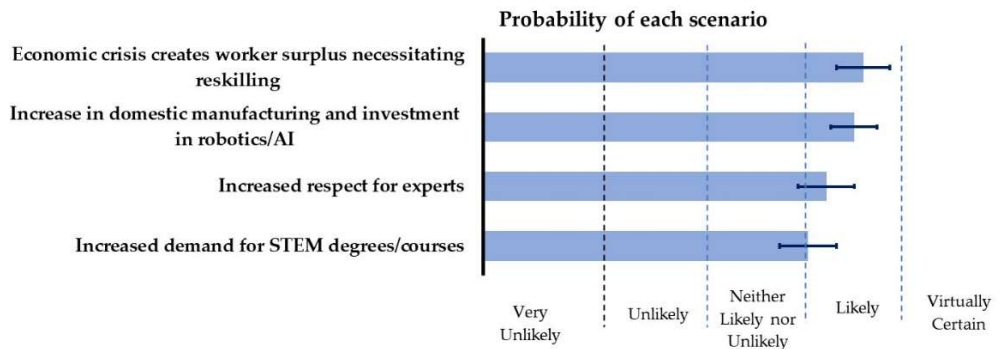 Probability of each scenario
Economic crisis creates worker surplus necessitating
reskilling
Increase in domestic manufacturing and investment
in robotics/AI
Increased respect for experts
Increased demand for STEM degrees/courses
Very
Unlikely
Unlikely
Neither
Likely nor
Unlikely
Likely
Virtually
Certain